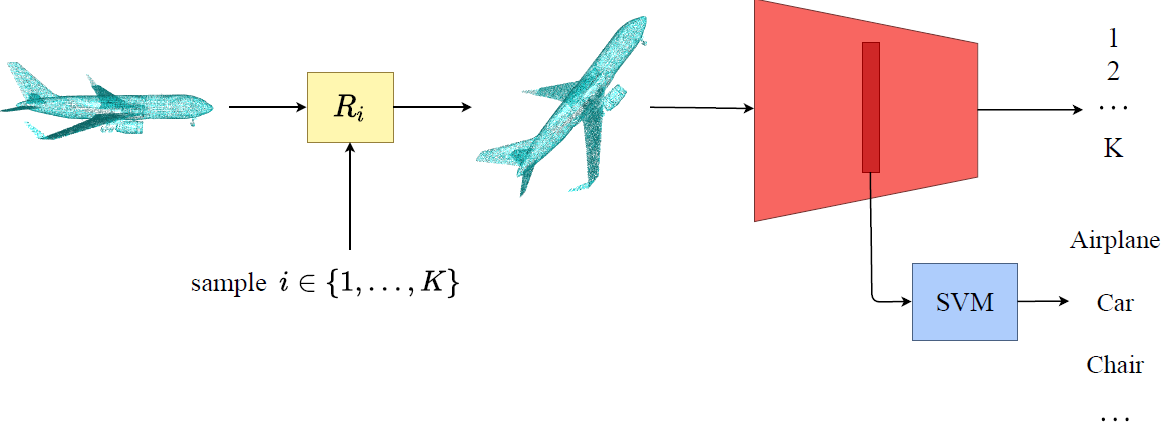 R_i
sample i ∈ {1, . . . , K}
1
2
. . .
K
SVM
Airplane
Car
Chair
. . .